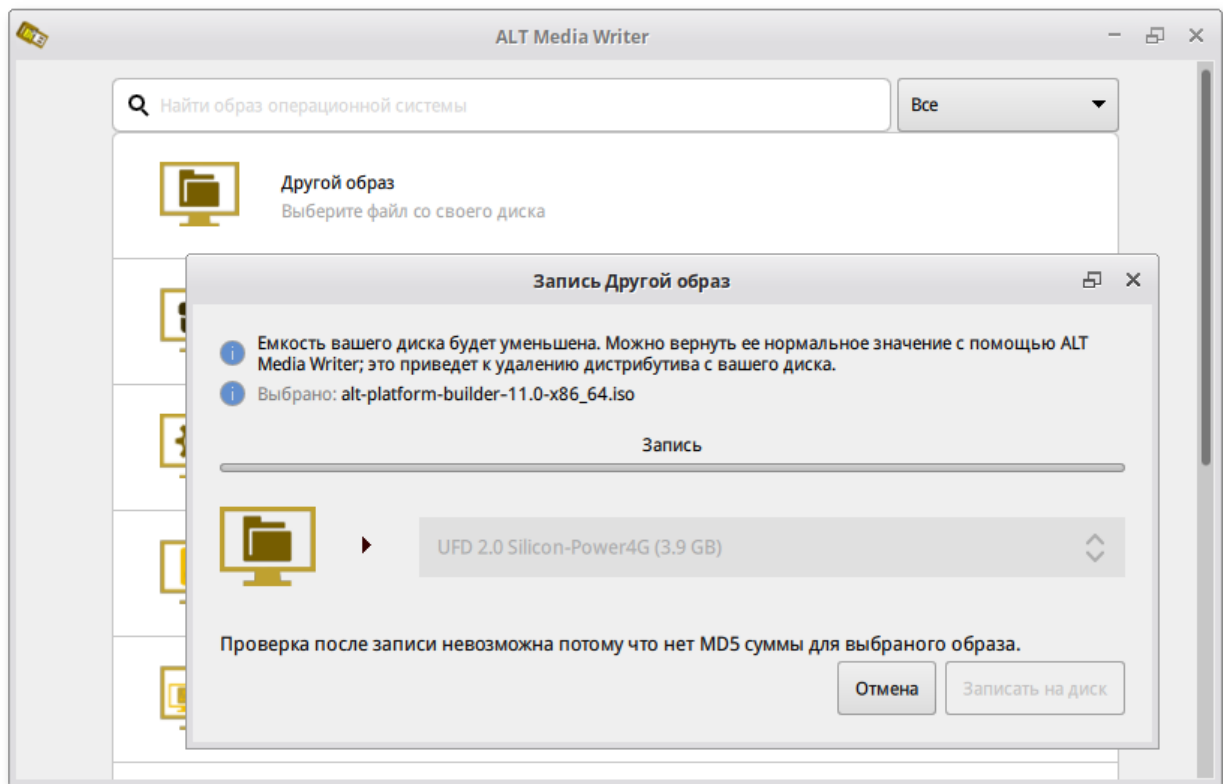 ALT Media Writer
Найти образ операционной системы
Все
Другой образ
Выберите файл со своего диска
Запись Другой образ
Емкость вашего диска будет уменьшена. Можно вернуть ее нормальное значение с помощью ALT
Media Writer; это приведет к удалению дистрибутива с вашего диска.
Выбрано: alt-platform-builder-11.0-x86_64.iso
Запись
UFD 2.0 Silicon-Power4G (3.9 GB)
Проверка после записи невозможна потому что нет MD5 суммы для выбраного образа.
Отмена
Записать на диск